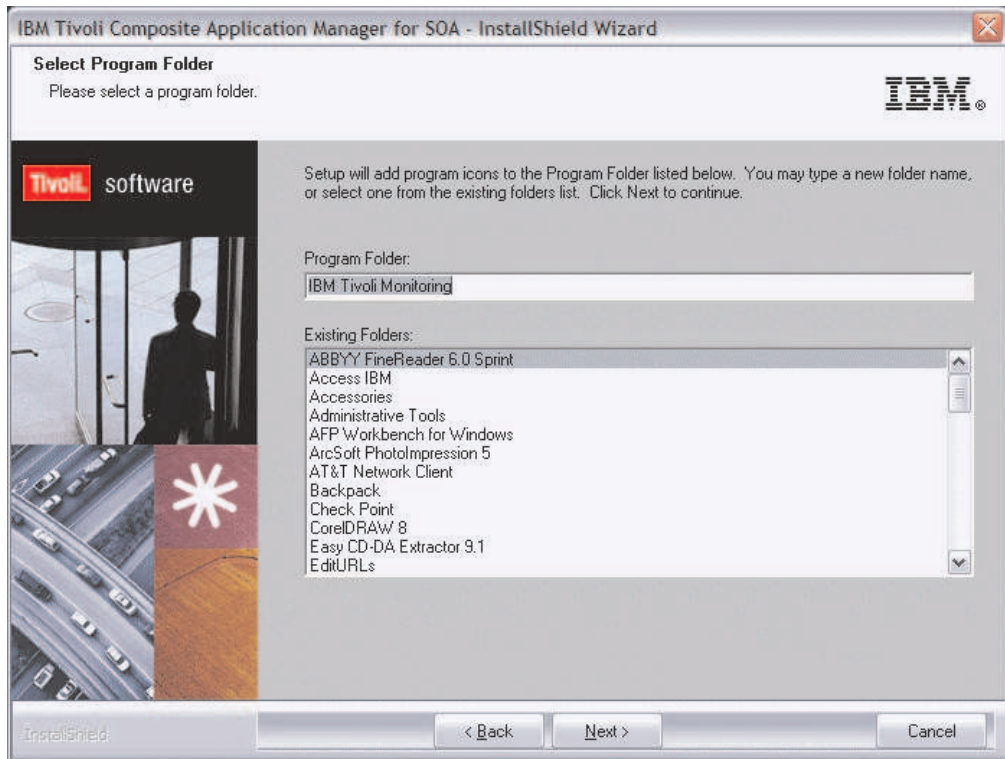 IBM Tivoli Composite Application Manager for SOA - InstallShield Wizard
Select Program Folder
Please select a program folder.
IBM®
Tivoli. software
Setup will add program icons to the Program Folder listed below. You may type a new folder name,
or select one from the existing folders list. Click Next to continue.
Program Folder:
IBM Tivoli Monitoring
Existing Folders:
ABBYY FineReader 6.0 Sprint
Access IBM
Accessories
Administrative Tools
AFP Workbench for Windows
ArcSoft PhotoImpression 5
AT&T Network Client
Backpack
Check Point
CorelDRAW 8
Easy CD-DA Extractor 9.1
EditURLs
InstallShield
< Back
Next >
Cancel